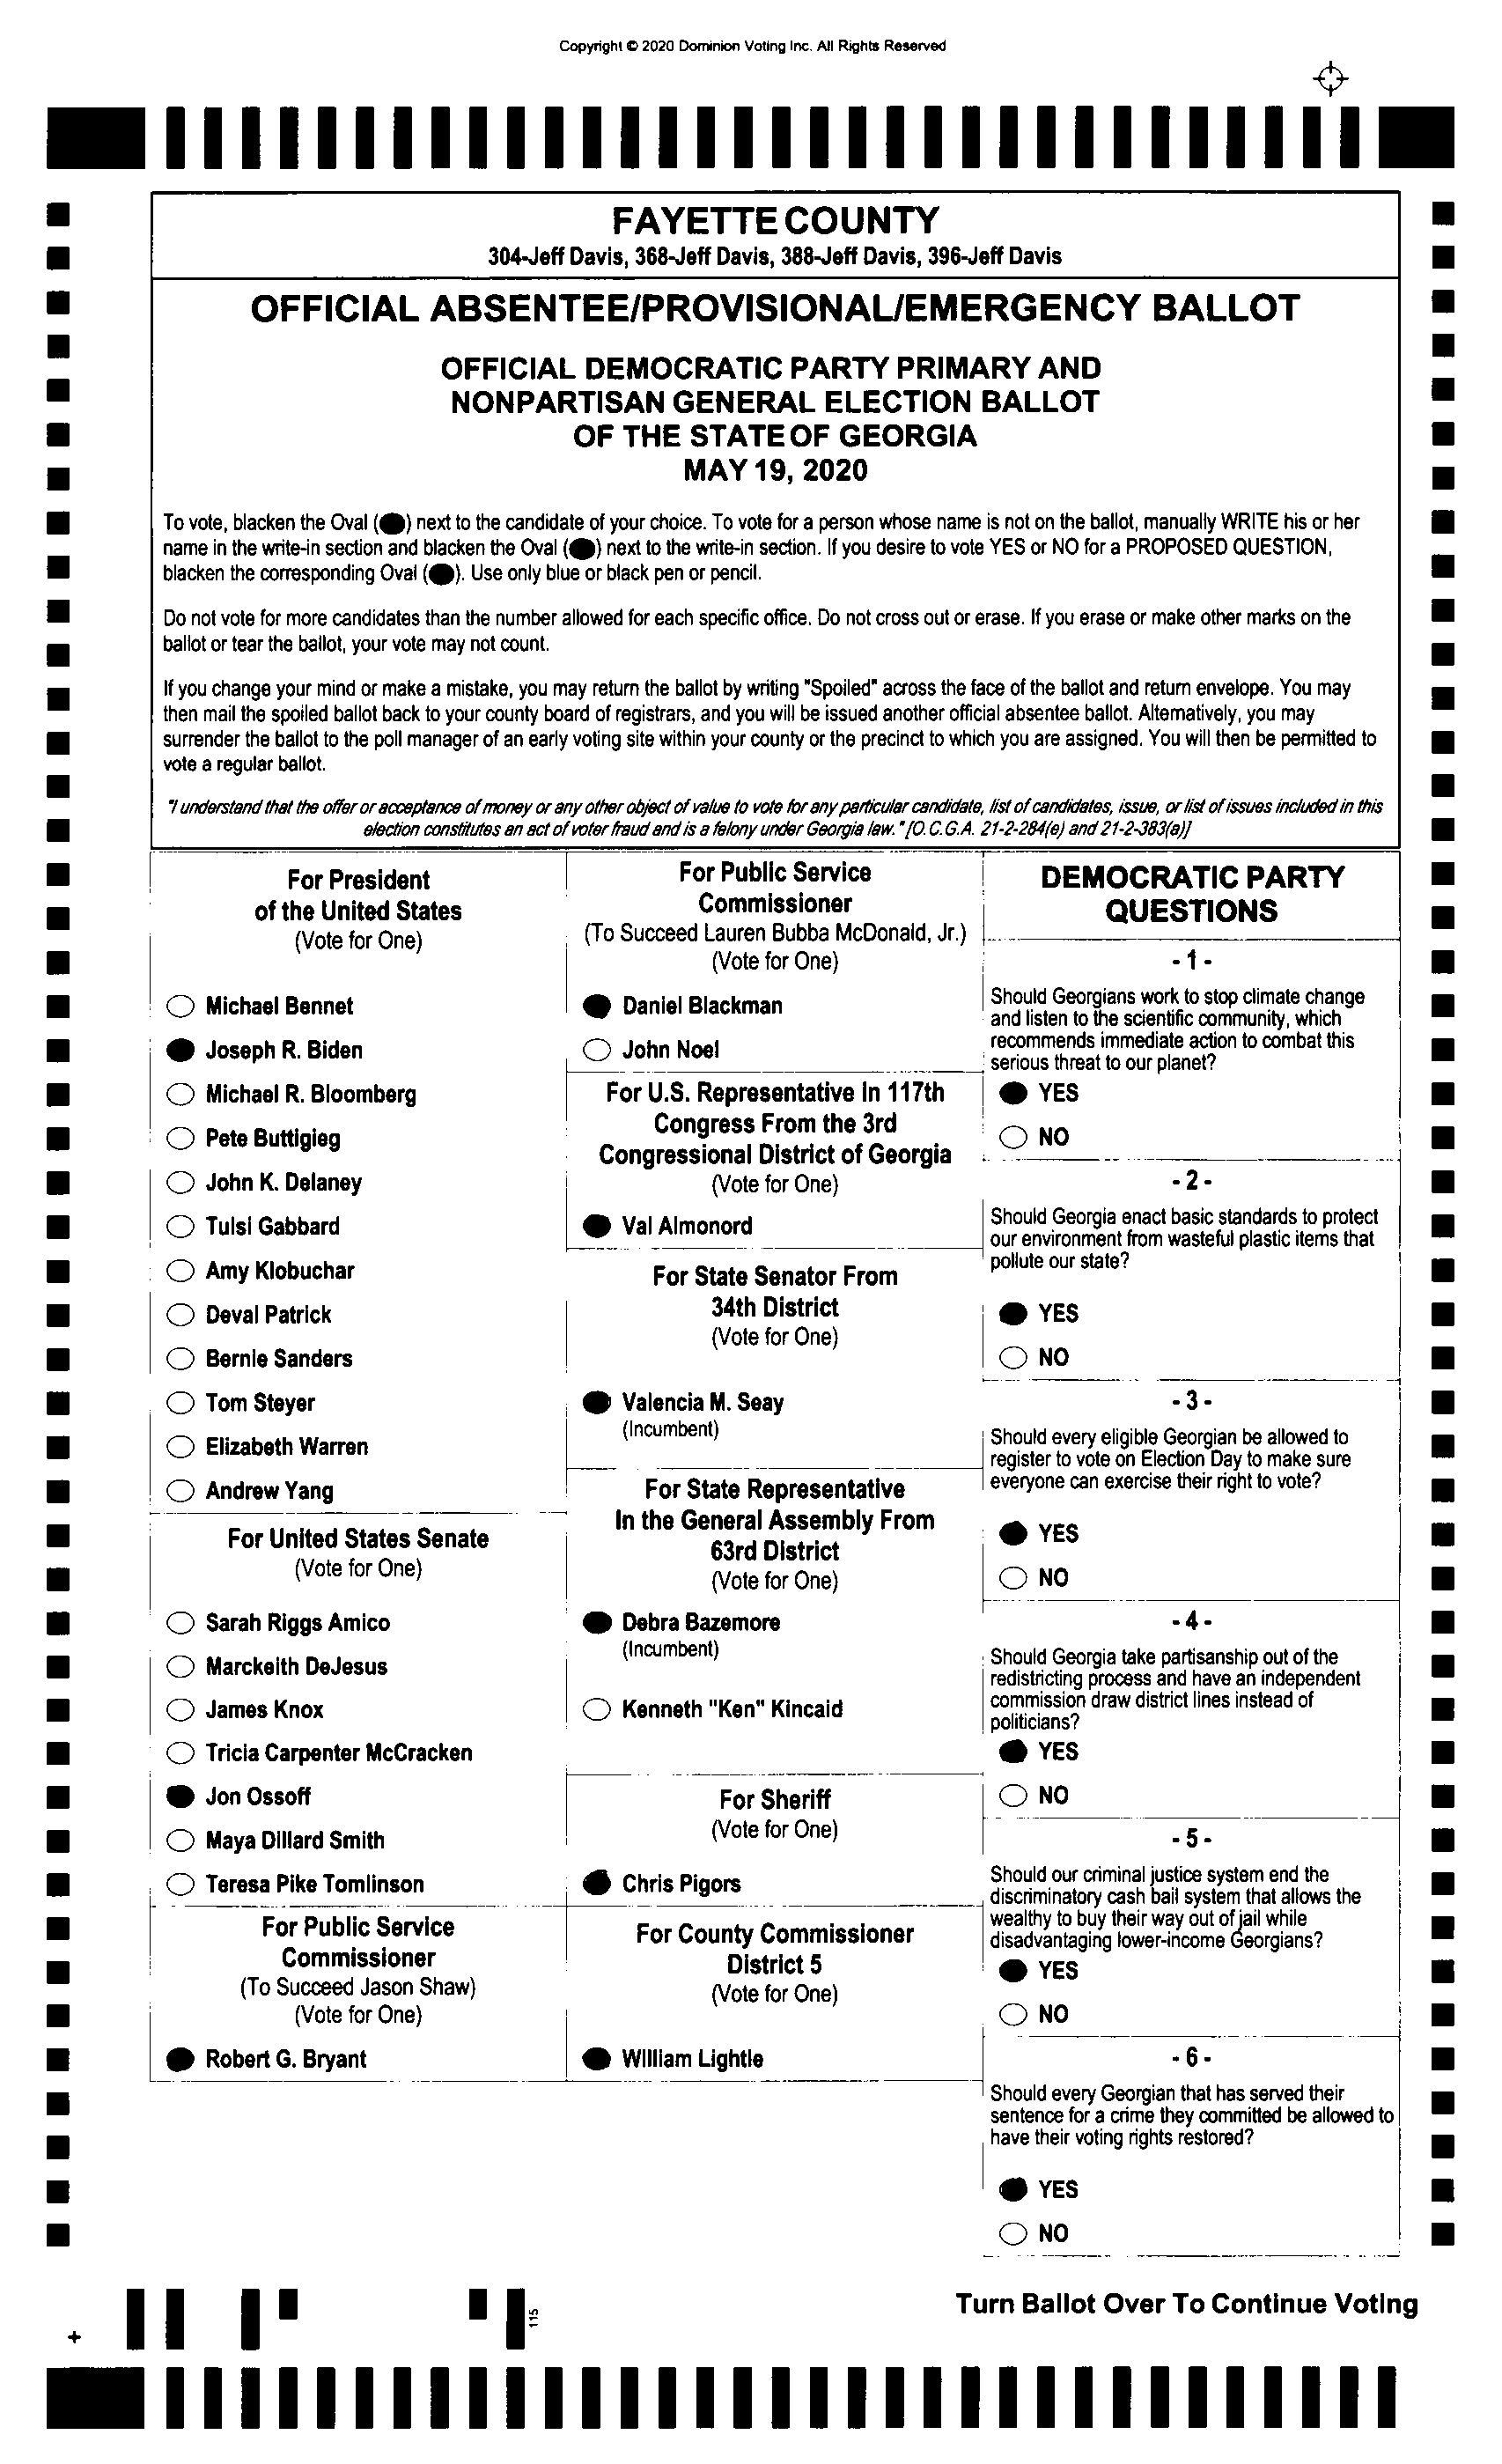 Copyright © 2020 Dominion Voting Inc. All Rights Reserved
FAYETTE COUNTY
304-Jeff Davis, 368-Jeff Davis, 388-Jeff Davis, 396-Jeff Davis
OFFICIAL ABSENTEE/PROVISIONAL/EMERGENCY BALLOT
OFFICIAL DEMOCRATIC PARTY PRIMARY AND
NONPARTISAN GENERAL ELECTION BALLOT
OF THE STATE OF GEORGIA
MAY 19, 2020
To vote, blacken the Oval (●) next to the candidate of your choice. To vote for a person whose name is not on the ballot, manually WRITE his or her
name in the write-in section and blacken the Oval (●) next to the write-in section. If you desire to vote YES or NO for a PROPOSED QUESTION,
blacken the corresponding Oval (●). Use only blue or black pen or pencil.
Do not vote for more candidates than the number allowed for each specific office. Do not cross out or erase. If you erase or make other marks on the
ballot or tear the ballot, your vote may not count.
If you change your mind or make a mistake, you may return the ballot by writing "Spoiled" across the face of the ballot and return envelope. You may
then mail the spoiled ballot back to your county board of registrars, and you will be issued another official absentee ballot. Alternatively, you may
surrender the ballot to the poll manager of an early voting site within your county or the precinct to which you are assigned. You will then be permitted to
vote a regular ballot.
"I understand that the offer or acceptance of money or any other object of value to vote for any particular candidate, list of candidates, issue, or list of issues included in this
election constitutes an act of voter fraud and is a felony under Georgia law." [O.C.G.A. 21-2-284(e) and 21-2-383(a)]
For President
of the United States
(Vote for One)
Michael Bennet
Joseph R. Biden
Michael R. Bloomberg
Pete Buttigieg
John K. Delaney
Tulsi Gabbard
Amy Klobuchar
Deval Patrick
Bernie Sanders
Tom Steyer
Elizabeth Warren
Andrew Yang
For United States Senate
(Vote for One)
Sarah Riggs Amico
Marckeith DeJesus
James Knox
Tricia Carpenter McCracken
Jon Ossoff
Maya Dillard Smith
Teresa Pike Tomlinson
For Public Service
Commissioner
(To Succeed Jason Shaw)
(Vote for One)
Robert G. Bryant
For Public Service
Commissioner
(To Succeed Lauren Bubba McDonald, Jr.)
(Vote for One)
Daniel Blackman
John Noel
For U.S. Representative in 117th
Congress From the 3rd
Congressional District of Georgia
(Vote for One)
Val Almonord
For State Senator From
34th District
(Vote for One)
Valencia M. Seay
(Incumbent)
For State Representative
In the General Assembly From
63rd District
(Vote for One)
Debra Bazemore
(Incumbent)
Kenneth "Ken" Kincaid
For Sheriff
(Vote for One)
Chris Pigors
For County Commissioner
District 5
(Vote for One)
William Lightle
DEMOCRATIC PARTY
QUESTIONS
- 1 -
Should Georgians work to stop climate change
and listen to the scientific community, which
recommends immediate action to combat this
serious threat to our planet?
YES
NO
- 2 -
Should Georgia enact basic standards to protect
our environment from wasteful plastic items that
pollute our state?
YES
NO
- 3 -
Should every eligible Georgian be allowed to
register to vote on Election Day to make sure
everyone can exercise their right to vote?
YES
NO
- 4 -
Should Georgia take partisanship out of the
redistricting process and have an independent
commission draw district lines instead of
politicians?
YES
NO
- 5 -
Should our criminal justice system end the
discriminatory cash bail system that allows the
wealthy to buy their way out of jail while
disadvantaging lower-income Georgians?
YES
NO
- 6 -
Should every Georgian that has served their
sentence for a crime they committed be allowed to
have their voting rights restored?
YES
NO
Turn Ballot Over To Continue Voting
115